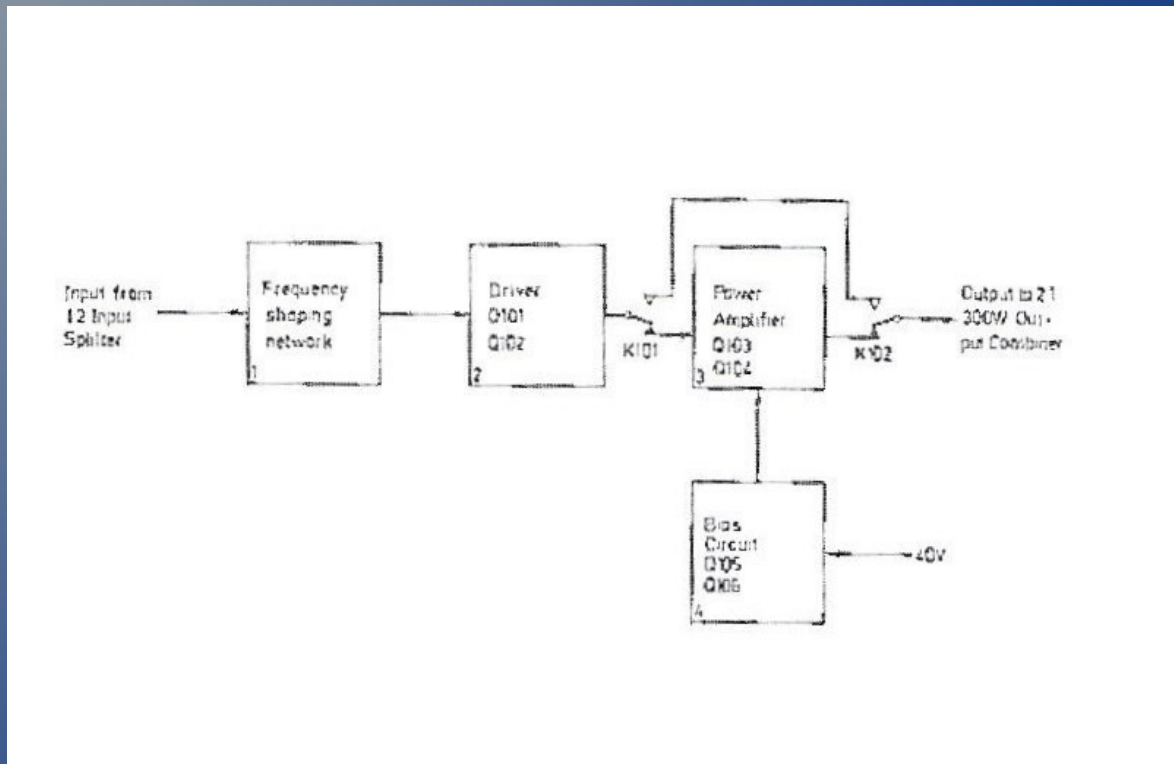 Input from
1:2 Input
Splitter
Frequency
shaping
network
1
Driver
Q101
Q102
2
K101
Power
Amplifier
Q103
Q104
3
K102
Output to 2:1
300W Out-
put Combiner
Bias
Circuit
Q105
Q106
4
40V